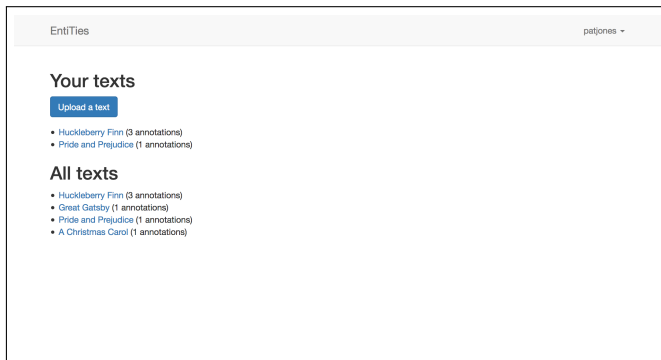 EntiTies patjones
Your texts
Upload a text
Huckleberry Finn (3 annotations)
Pride and Prejudice (1 annotations)
All texts
Huckleberry Finn (3 annotations)
Great Gatsby (1 annotations)
Pride and Prejudice (1 annotations)
A Christmas Carol (1 annotations)